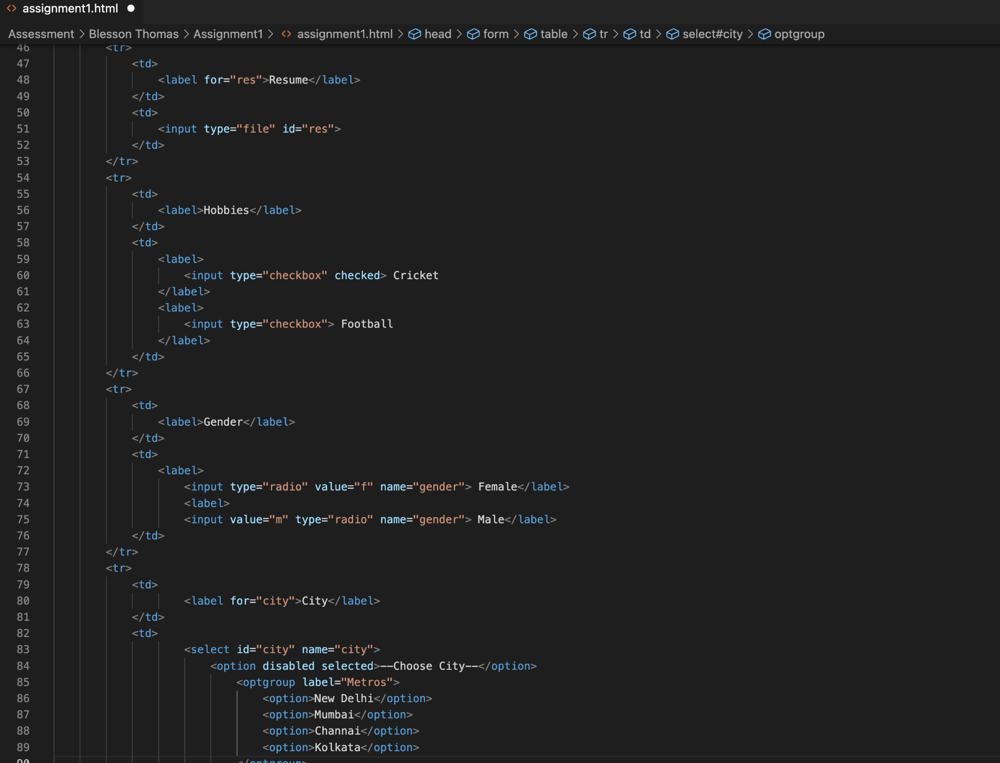 <> assignment1.html ●
Assessment > Blesson Thomas > Assignment1 > <> assignment1.html > head > form > table > tr > td > select#city > optgroup
46 <tr>
47 <td>
48 <label for="res">Resume</label>
49 </td>
50 <td>
51 <input type="file" id="res">
52 </td>
53 </tr>
54 <tr>
55 <td>
56 <label>Hobbies</label>
57 </td>
58 <td>
59 <label>
60 <input type="checkbox" checked> Cricket
61 </label>
62 <label>
63 <input type="checkbox"> Football
64 </label>
65 </td>
66 </tr>
67 <tr>
68 <td>
69 <label>Gender</label>
70 </td>
71 <td>
72 <label>
73 <input type="radio" value="f" name="gender"> Female</label>
74 <label>
75 <input value="m" type="radio" name="gender"> Male</label>
76 </td>
77 </tr>
78 <tr>
79 <td>
80 <label for="city">City</label>
81 </td>
82 <td>
83 <select id="city" name="city">
84 <option disabled selected>--Choose City--</option>
85 <optgroup label="Metros">
86 <option>New Delhi</option>
87 <option>Mumbai</option>
88 <option>Channai</option>
89 <option>Kolkata</option>
90 </optgroup>